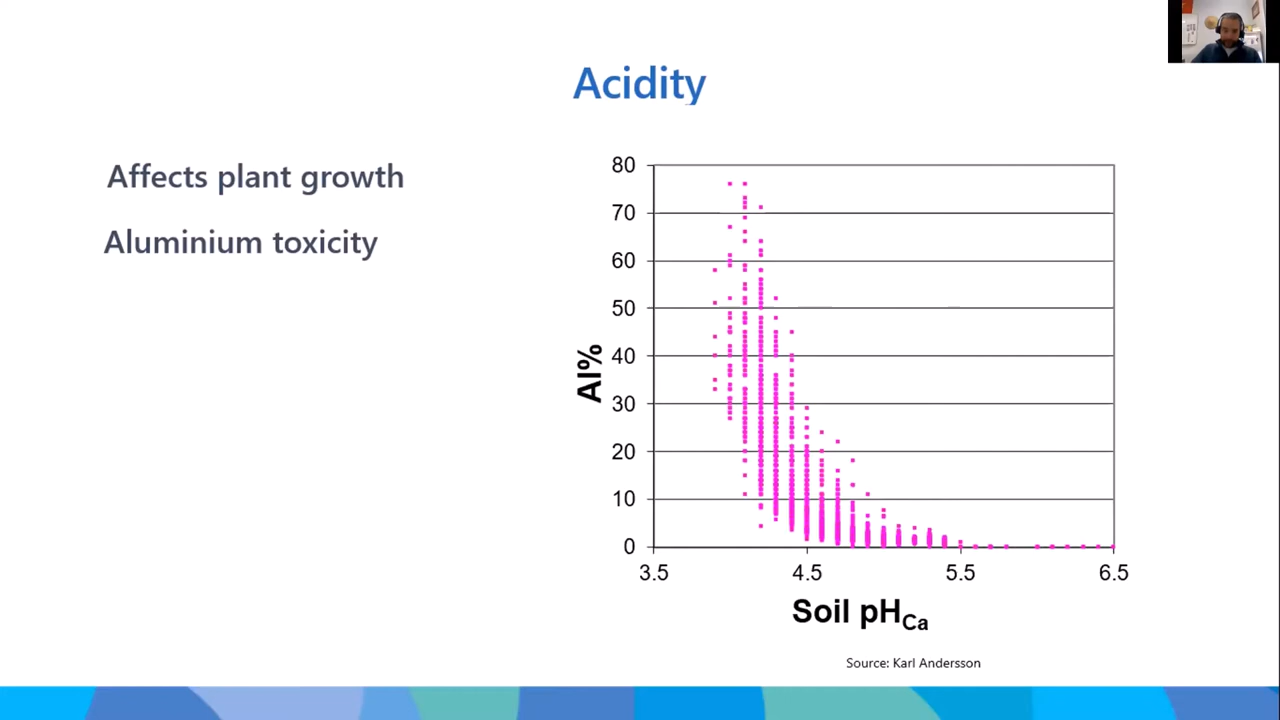 Acidity
Affects plant growth
Aluminium toxicity
80
70
60
50
40
30
20
10
0
Al%
3.5 4.5 5.5 6.5
Soil pHCa
Source: Karl Andersson